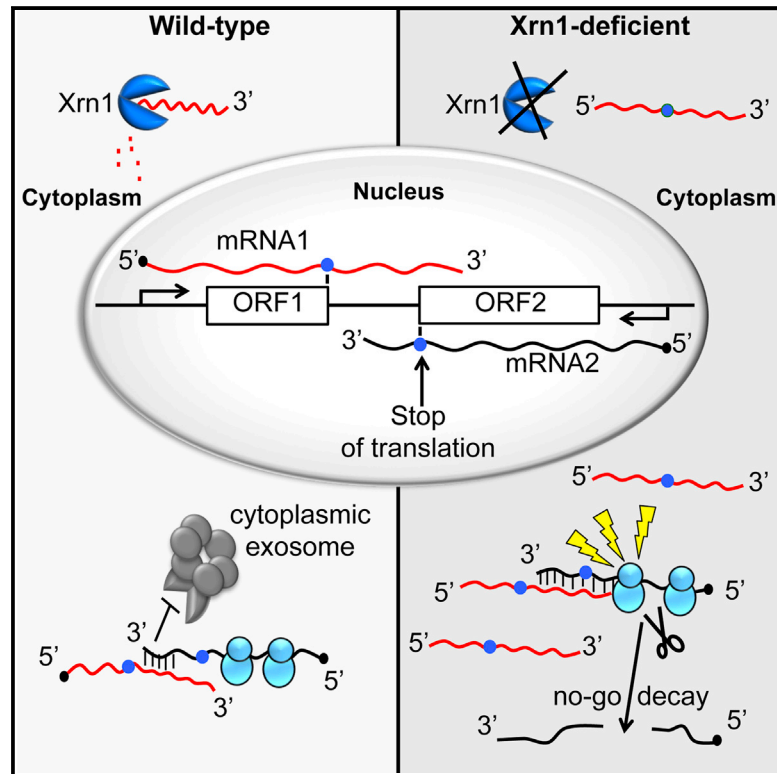 Wild-type
Xrn1-deficient
Xrn1
3’
Xrn1
5’
3’
Cytoplasm
Nucleus
Cytoplasm
5’
mRNA1
3’
ORF1
ORF2
3’
mRNA2
5’
Stop
of translation
cytoplasmic
exosome
3’
5’
5’
5’
3’
3’
5’
5’
5’
3’
no-go decay
3’
5’